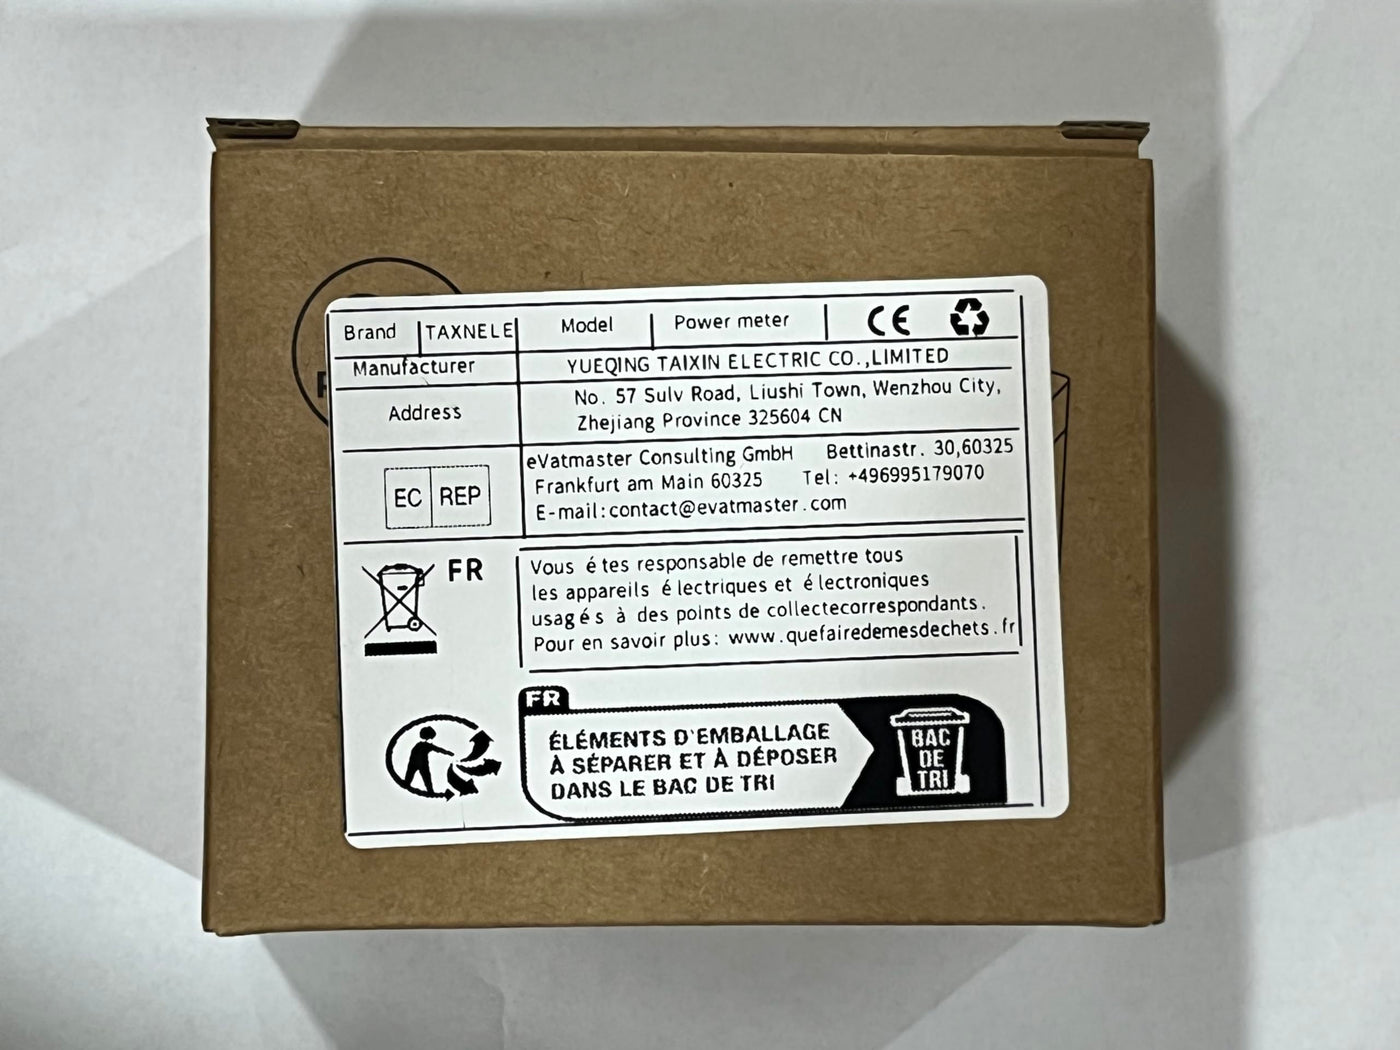 Brand TAXNELE Model Power meter CE
Manufacturer YUEQING TAIXIN ELECTRIC CO.,LIMITED
Address No. 57 Sulv Road, Liushi Town, Wenzhou City,
Zhejiang Province 325604 CN
EC REP
eVatmaster Consulting GmbH Bettinastr. 30,60325
Frankfurt am Main 60325 Tel: +496995179070
E-mail:contact@evatmaster.com
FR
Vous é tes responsable de remettre tous
les appareils é lectriques et é lectroniques
usagés à des points de collectecorrespondants.
Pour en savoir plus: www.quefairedemesdechets.fr
FR
ÉLÉMENTS D'EMBALLAGE
À SÉPARER ET À DÉPOSER
DANS LE BAC DE TRI
BAC
DE
TRI